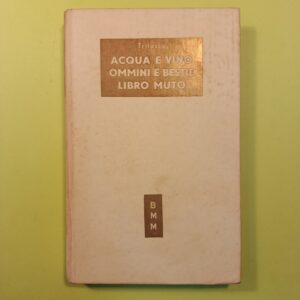 Trilussa
ACQUA E VINO
OMMINI E BESTIE
LIBRO MUTO
B
M
M